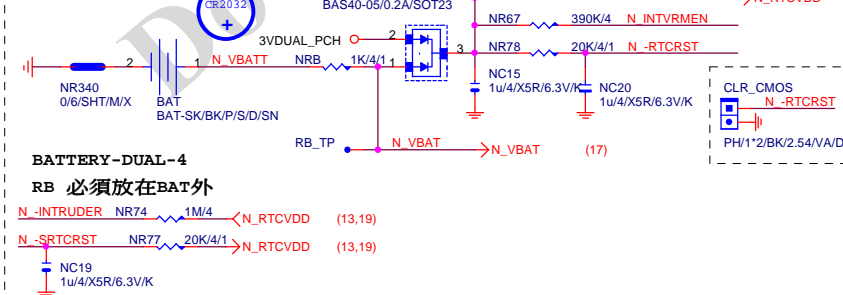 BAS40-05/0.2A/SOT23
N_RTCVDD
CR2032
+
NR67 390K/4 N_INTVRMEN
3VDUAL_PCH 2
NR78 20K/4/1 N_-RTCRST
3
2 1 N_VBATT NRB 1K/4/1 1
NR340
0/6/SHT/M/X
BAT
BAT-SK/BK/P/S/D/SN
NC15
1u/4/X5R/6.3V/K
NC20
1u/4/X5R/6.3V/K
CLR_CMOS
N_-RTCRST
PH/1*2/BK/2.54/VA/D
RB_TP N_VBAT N_VBAT (17)
BATTERY-DUAL-4
RB 必須放在BAT外
N_-INTRUDER NR74 1M/4 N_RTCVDD (13,19)
N_-SRTCRST NR77 20K/4/1 N_RTCVDD (13,19)
NC19
1u/4/X5R/6.3V/K